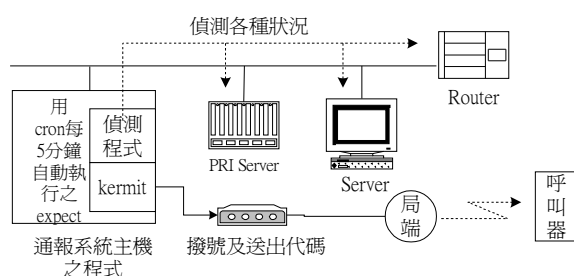 偵測各種狀況
Router
用
cron每
5分鐘
自動執
行之
expect
偵測
程式
kermit
PRI Server
Server
局
端
呼
叫
器
通報系統主機
之程式
撥號及送出代碼